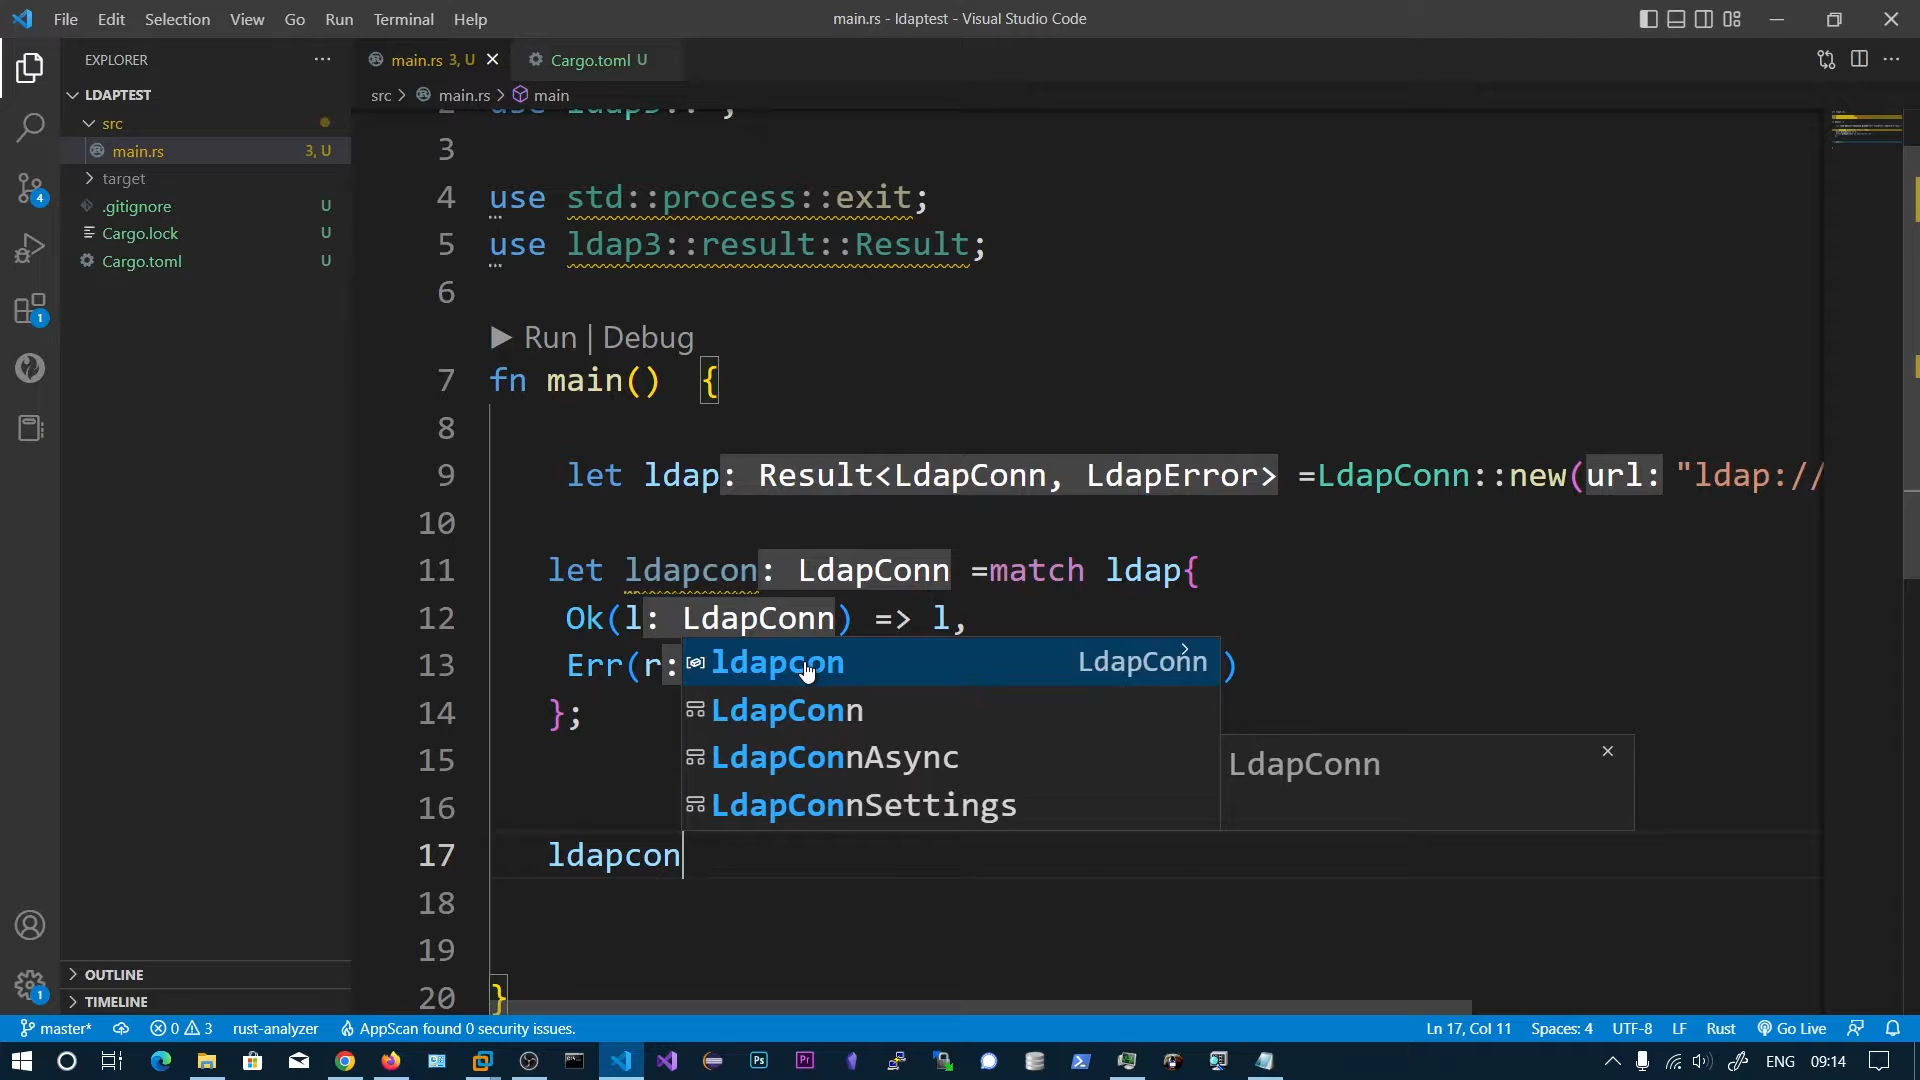 File Edit Selection View Go Run Terminal Help
main.rs - ldaptest - Visual Studio Code
EXPLORER
LDAPTEST
src
main.rs 3, U
target
.gitignore U
Cargo.lock U
Cargo.toml U
OUTLINE
TIMELINE
main.rs 3, U
Cargo.toml U
src > main.rs > main
3
4 use std::process::exit;
5 use ldap3::result::Result;
6
Run | Debug
7 fn main() {
8
9 let ldap: Result<LdapConn, LdapError> =LdapConn::new(url: "ldap://
10
11 let ldapcon: LdapConn =match ldap{
12 Ok(l: LdapConn) => l,
13 Err(r: )
14 };
15
16
17 ldapcon
18
19
20 }
ldapcon LdapConn
LdapConn
LdapConnAsync
LdapConnSettings
LdapConn
4
1
1
master* 0 3 rust-analyzer AppScan found 0 security issues.
Ln 17, Col 11 Spaces: 4 UTF-8 LF Rust Go Live
Ps Pr ENG 09:14